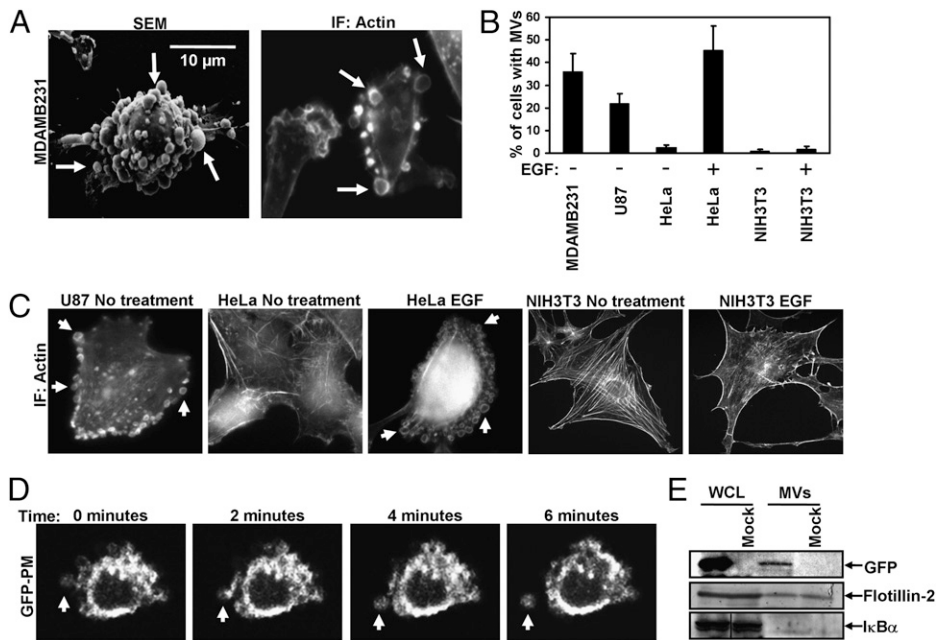 A
SEM
IF: Actin
10 µm
MDAMB231
B
% of cells with MVs
60
50
40
30
20
10
0
EGF: - - - + - +
MDAMB231
U87
HeLa
HeLa
NIH3T3
NIH3T3
C
U87 No treatment
HeLa No treatment
HeLa EGF
NIH3T3 No treatment
NIH3T3 EGF
IF: Actin
D
Time: 0 minutes 2 minutes 4 minutes 6 minutes
GFP-PM
E
WCL MVs
Mock Mock
GFP
Flotillin-2
IκBα